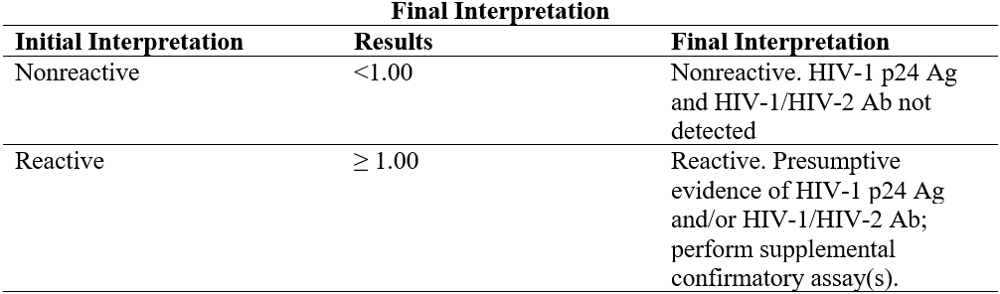 Final Interpretation
Initial Interpretation Results Final Interpretation
Nonreactive <1.00 Nonreactive. HIV-1 p24 Ag
and HIV-1/HIV-2 Ab not
detected
Reactive ≥ 1.00 Reactive. Presumptive
evidence of HIV-1 p24 Ag
and/or HIV-1/HIV-2 Ab;
perform supplemental
confirmatory assay(s).